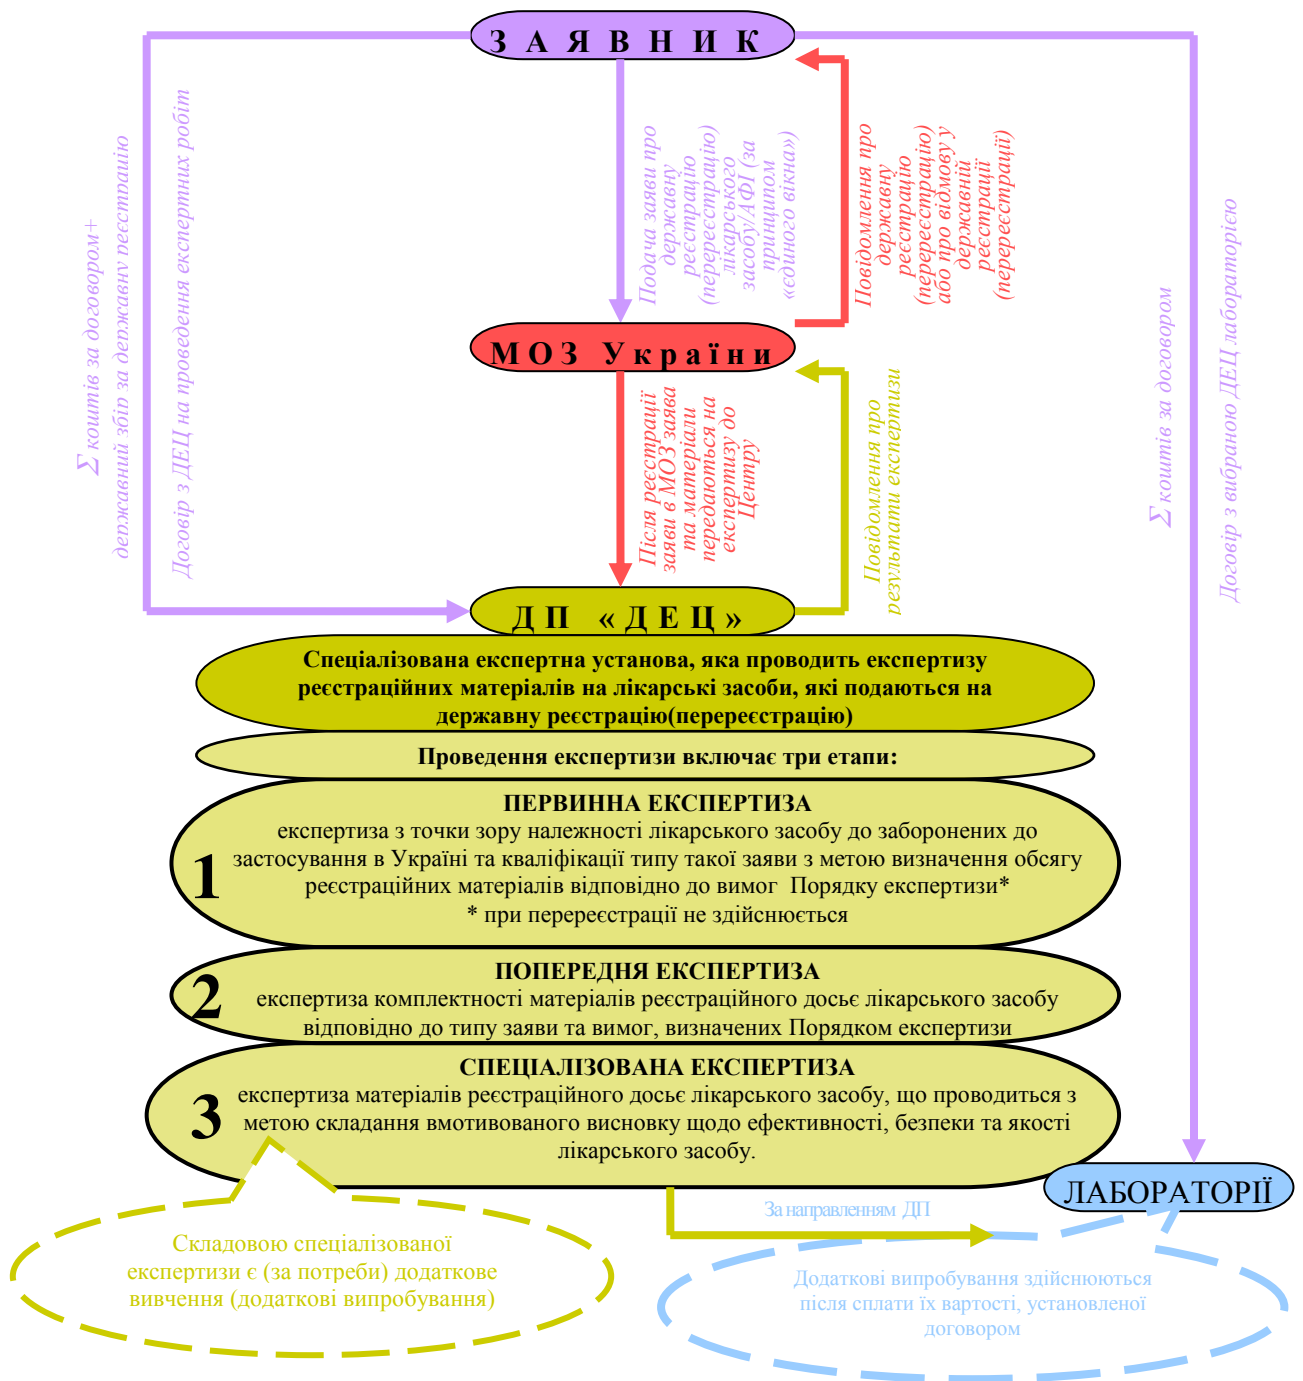 З А Я В Н И К
Σ коштів за договором+
державний збір за державну реєстрацію
Договір з ДЕЦ на проведення експертних робіт
Подача заяви про
державну
реєстрацію
(перереєстрацію)
лікарського
засобу/АФІ (за
принципом
«єдиного вікна»)
Повідомлення про
державну
реєстрацію
(перереєстрацію)
або про відмову у
державній
реєстрації
(перереєстрації)
Σ коштів за договором
Договір з вибраною ДЕЦ лабораторією
МОЗ України
Після реєстрації
заяви в МОЗ заява
та матеріали
передаються на
експертизу до
Центру
Повідомлення про
результати експертизи
ДП «ДЕЦ»
Спеціалізована експертна установа, яка проводить експертизу
реєстраційних матеріалів на лікарські засоби, які подаються на
державну реєстрацію(перереєстрацію)
Проведення експертизи включає три етапи:
1
ПЕРВИННА ЕКСПЕРТИЗА
експертиза з точки зору належності лікарського засобу до заборонених до
застосування в Україні та кваліфікації типу такої заяви з метою визначення обсягу
реєстраційних матеріалів відповідно до вимог Порядку експертизи*
* при перереєстрації не здійснюється
2
ПОПЕРЕДНЯ ЕКСПЕРТИЗА
експертиза комплектності матеріалів реєстраційного досьє лікарського засобу
відповідно до типу заяви та вимог, визначених Порядком експертизи
3
СПЕЦІАЛІЗОВАНА ЕКСПЕРТИЗА
експертиза матеріалів реєстраційного досьє лікарського засобу, що проводиться з
метою складання вмотивованого висновку щодо ефективності, безпеки та якості
лікарського засобу.
ЛАБОРАТОРІЇ
За направленням ДП
Складовою спеціалізованої
експертизи є (за потреби) додаткове
вивчення (додаткові випробування)
Додаткові випробування здійснюються
після сплати їх вартості, установленої
договором